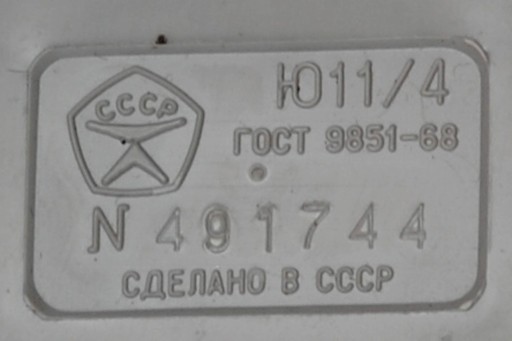 СССР
Ю11/4
ГОСТ 9851-68
N 491744
СДЕЛАНО В СССР